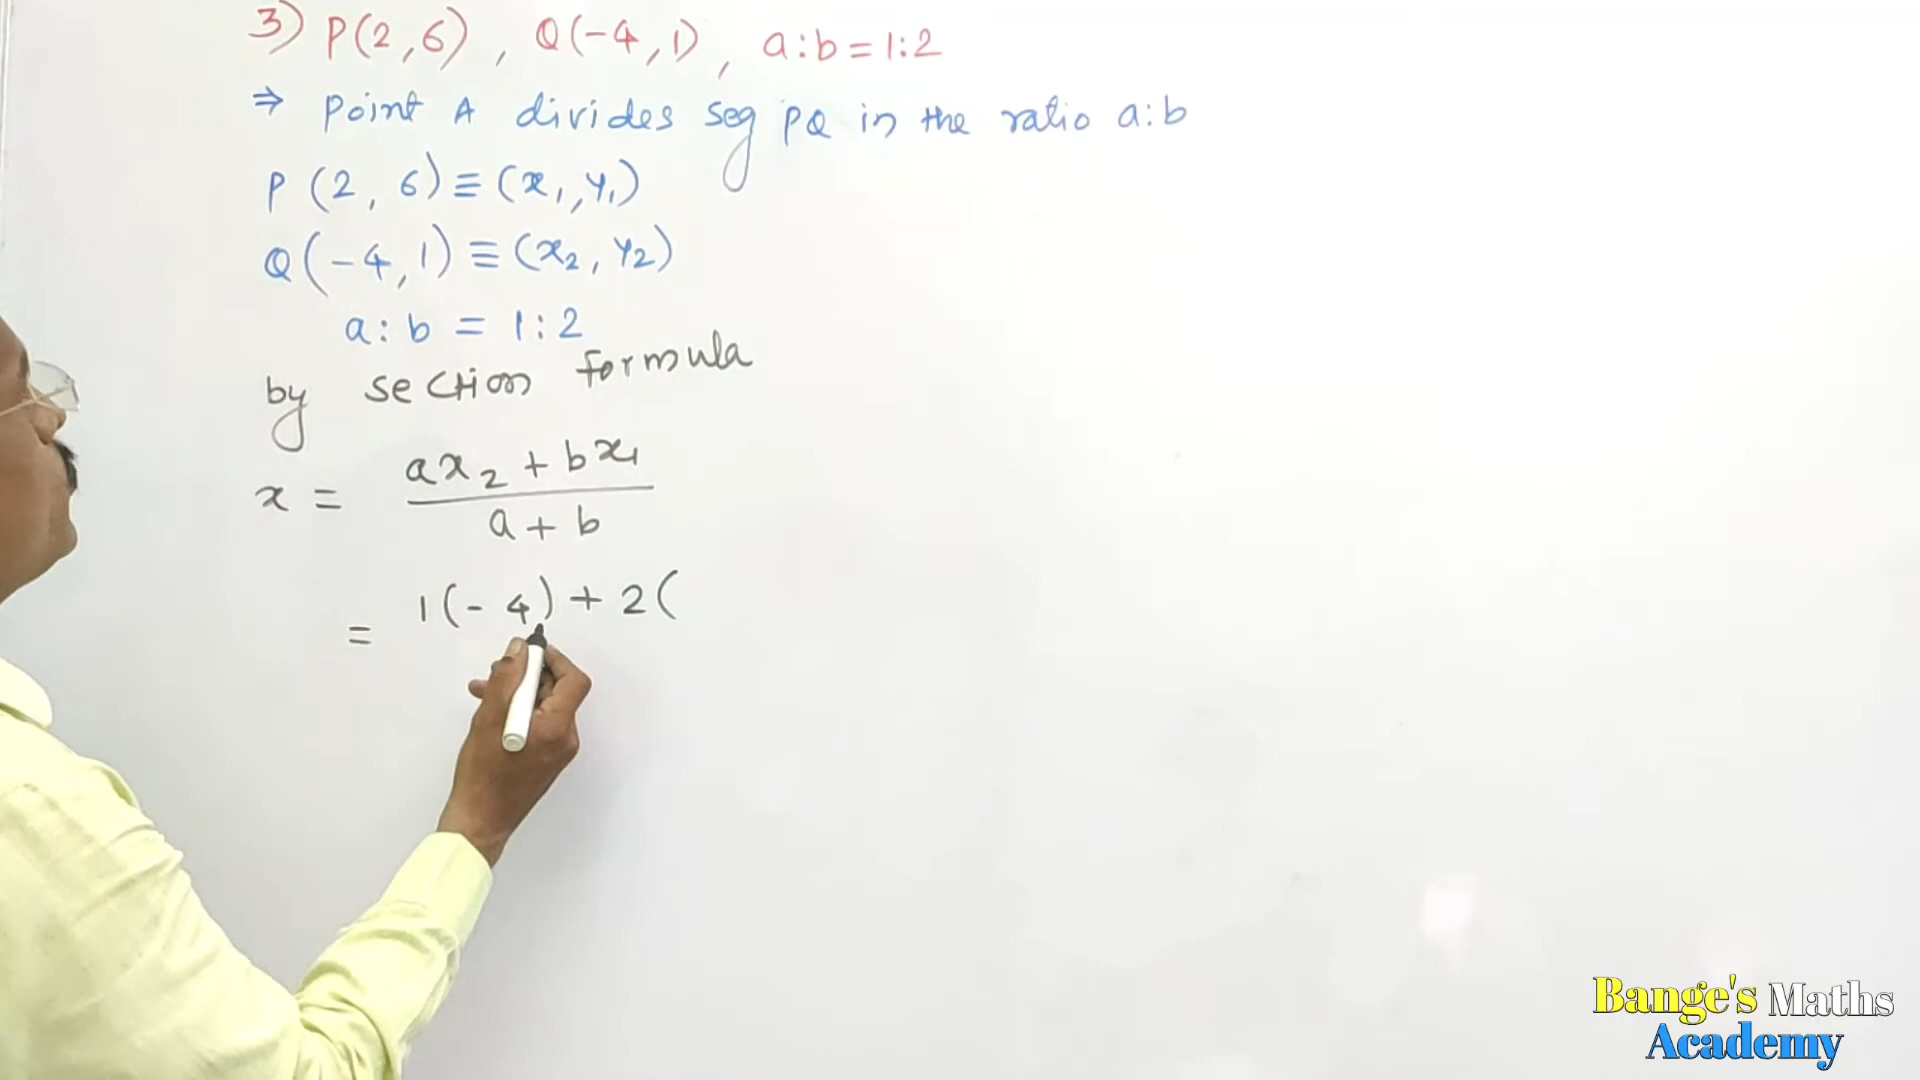 3) P(2,6), Q(-4,1), a:b=1:2
⇒ point A divides seg PQ in the ratio a:b
P(2, 6)≡(x₁,y₁)
Q(-4,1)≡(x₂,y₂)
a:b = 1:2
by section formula
x = (ax₂ + bx₁)/(a + b)
= 1(-4) + 2(
Bange's Maths
Academy